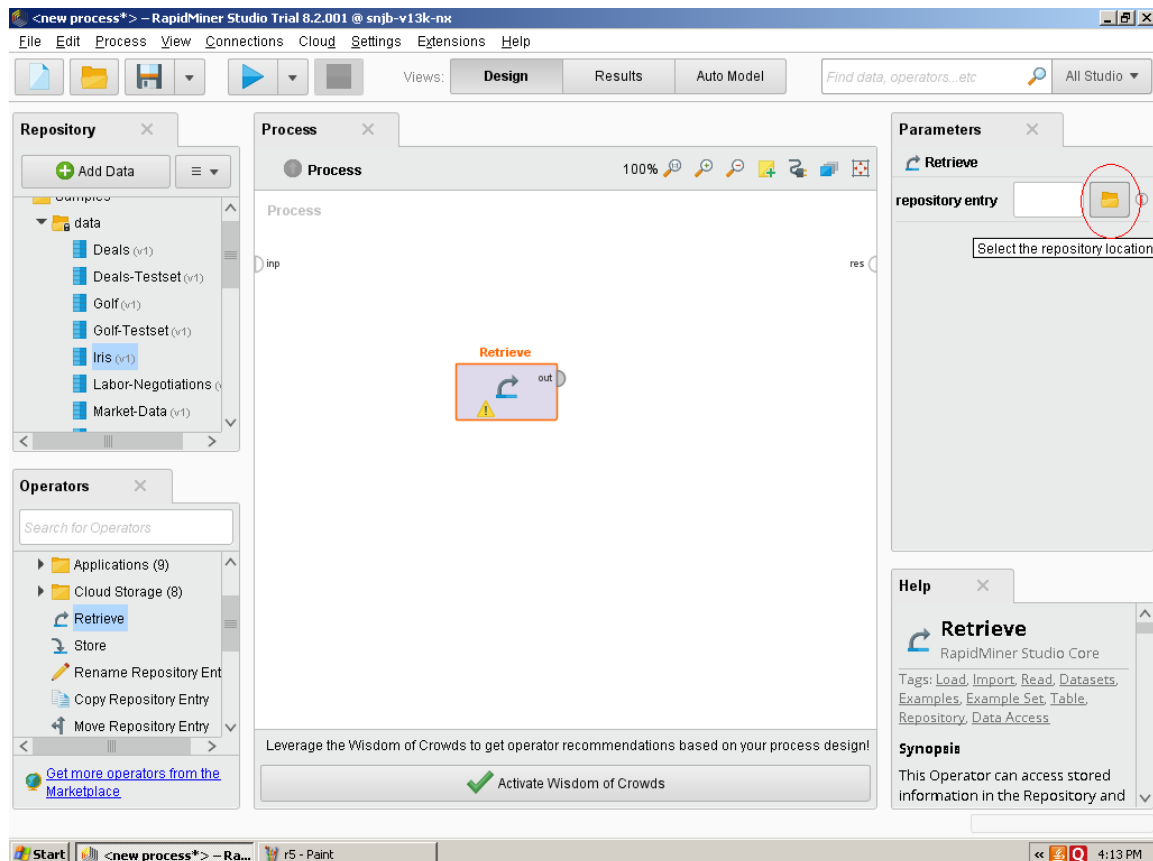 <new process*> – RapidMiner Studio Trial 8.2.001 @ snjb-v13k-nx
File Edit Process View Connections Cloud Settings Extensions Help
Views: Design Results Auto Model Find data, operators...etc All Studio
Repository
Add Data
data
Deals (v1)
Deals-Testset (v1)
Golf (v1)
Golf-Testset (v1)
Iris (v1)
Labor-Negotiations
Market-Data (v1)
Operators
Search for Operators
Applications (9)
Cloud Storage (8)
Retrieve
Store
Rename Repository Ent
Copy Repository Entry
Move Repository Entry
Get more operators from the
Marketplace
Process
Process
100%
Process
inp
res
Retrieve
out
Leverage the Wisdom of Crowds to get operator recommendations based on your process design!
Activate Wisdom of Crowds
Parameters
Retrieve
repository entry
Select the repository location
Help
Retrieve
RapidMiner Studio Core
Tags: Load, Import, Read, Datasets,
Examples, Example Set, Table,
Repository, Data Access
Synopsis
This Operator can access stored
information in the Repository and
Start <new process*> – Ra... r5 - Paint « Q 4:13 PM